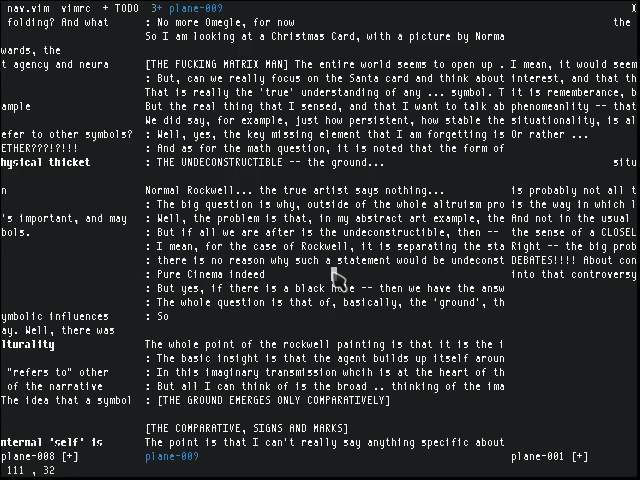 nav.vim vimrc + TODO 3+ plane-009 X
folding? And what : No more Omegle, for now the
So I am looking at a Christmas Card, with a picture by Norma
wards, the
t agency and neura [THE FUCKING MATRIX MAN] The entire world seems to open up . I mean, it would seem
: But, can we really focus on the Santa card and think about interest, and that th
That is really the 'true' understanding of any ... symbol. T it is rememberance, b
ample But the real thing that I sensed, and that I want to talk ab phenomeanlity -- that
We did say, for example, just how persistent, how stable the situationality, is al
efer to other symbols? : Well, yes, the key missing element that I am forgetting is Or rather ...
ETHER???!?!!! : And as for the math question, it is noted that the form of
hysical thicket : THE UNDECONSTRUCTIBLE -- the ground... situ
n Normal Rockwell... the true artist says nothing... is probably not all t
: The big question is why, outside of the whole altruism pro is the way in which l
's important, and may : Well, the problem is that, in my abstract art example, the And not in the usual
bols. : But if all we are after is the undeconstructible, then -- the sense of a CLOSEL
: I mean, for the case of Rockwell, it is separating the sta Right -- the big prob
: there is no reason why such a statement would be undeconst DEBATES!!!! About con
: Pure Cinema indeed into that controversy
: But yes, if there is a black -- then we have the answ
: The whole question is that of, basically, the 'ground', th
ymbolic influences : So
ay. Well, there was
lturality The whole point of the rockwell painting is that it is the i
: The basic insight is that the agent builds up itself aroun
"refers to" other : In this imaginary transmission whcih is at the heart of th
of the narrative : But all I can think of is the broad .. thinking of the ima
The idea that a symbol : [THE GROUND EMERGES ONLY COMPARATIVELY]
[THE COMPARATIVE, SIGNS AND MARKS]
nternal 'self' is : The point is that I can't really say anything specific about
plane-008 [+] plane-009 plane-001 [+]
111 , 32